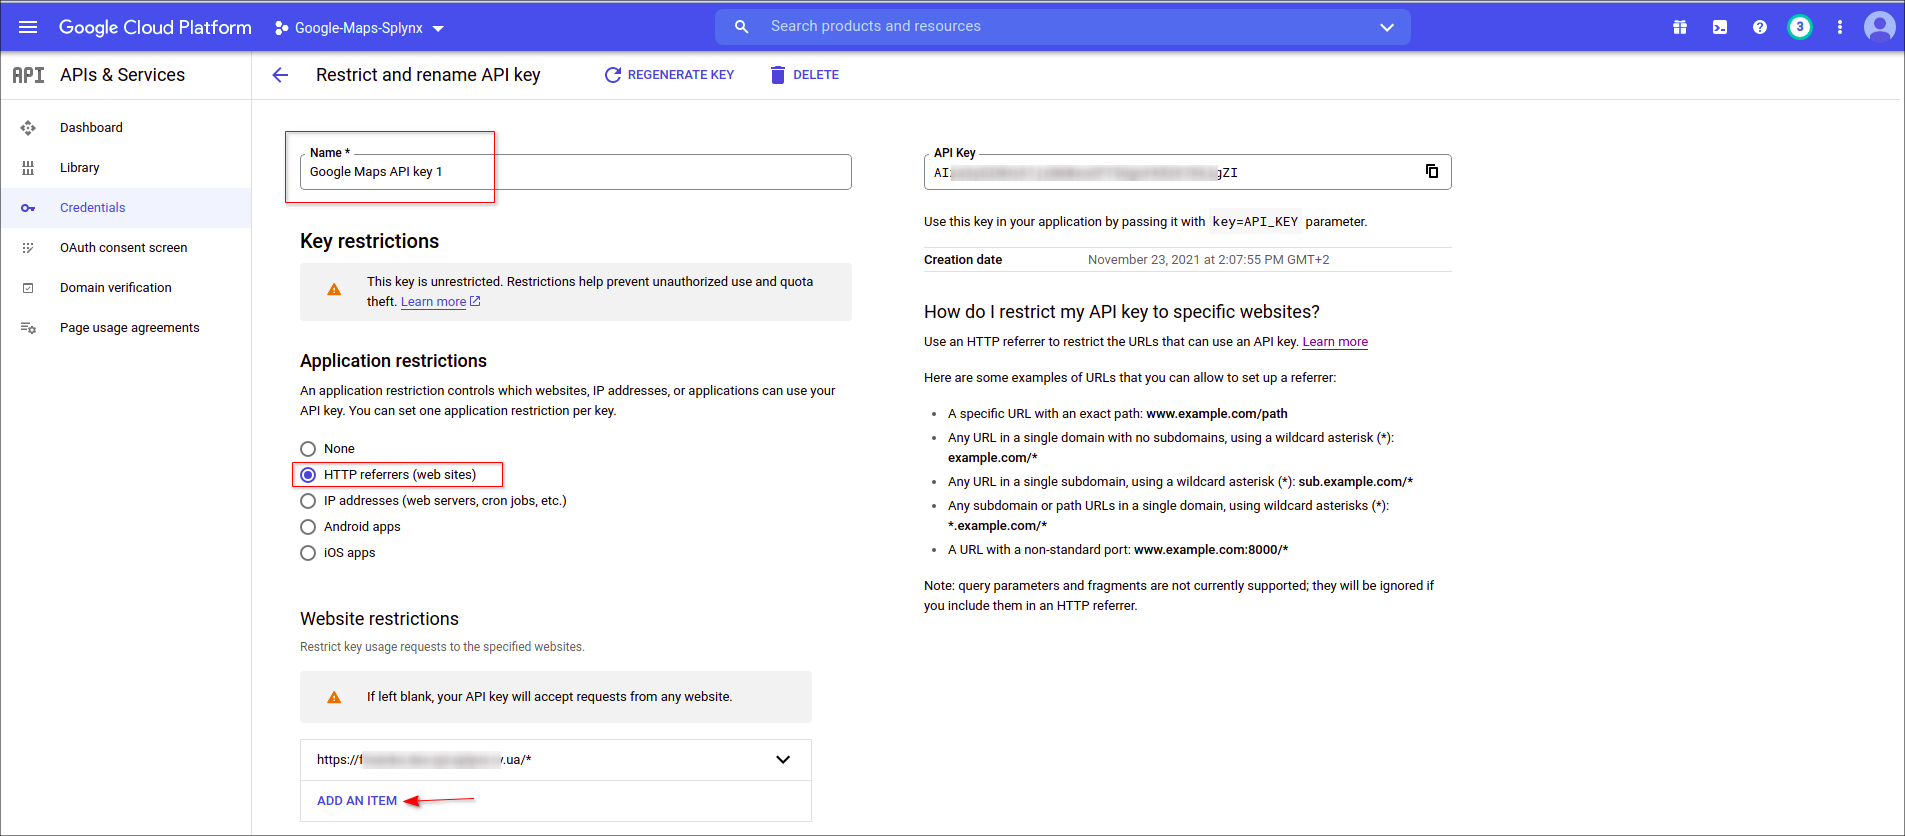 Google Cloud Platform
Google-Maps-Splynx
Search products and resources
3
API APIs & Services
Restrict and rename API key
REGENERATE KEY
DELETE
Dashboard
Library
Credentials
OAuth consent screen
Domain verification
Page usage agreements
Name *
Google Maps API key 1
Key restrictions
This key is unrestricted. Restrictions help prevent unauthorized use and quota
theft. Learn more
Application restrictions
An application restriction controls which websites, IP addresses, or applications can use your
API key. You can set one application restriction per key.
None
HTTP referrers (web sites)
IP addresses (web servers, cron jobs, etc.)
Android apps
iOS apps
Website restrictions
Restrict key usage requests to the specified websites.
If left blank, your API key will accept requests from any website.
https://f .ua/*
ADD AN ITEM
API Key
AI gZI
Use this key in your application by passing it with key=API_KEY parameter.
Creation date November 23, 2021 at 2:07:55 PM GMT+2
How do I restrict my API key to specific websites?
Use an HTTP referrer to restrict the URLs that can use an API key. Learn more
Here are some examples of URLs that you can allow to set up a referrer:
• A specific URL with an exact path: www.example.com/path
• Any URL in a single domain with no subdomains, using a wildcard asterisk (*):
example.com/*
• Any URL in a single subdomain, using a wildcard asterisk (*): sub.example.com/*
• Any subdomain or path URLs in a single domain, using wildcard asterisks (*):
*.example.com/*
• A URL with a non-standard port: www.example.com:8000/*
Note: query parameters and fragments are not currently supported; they will be ignored if
you include them in an HTTP referrer.